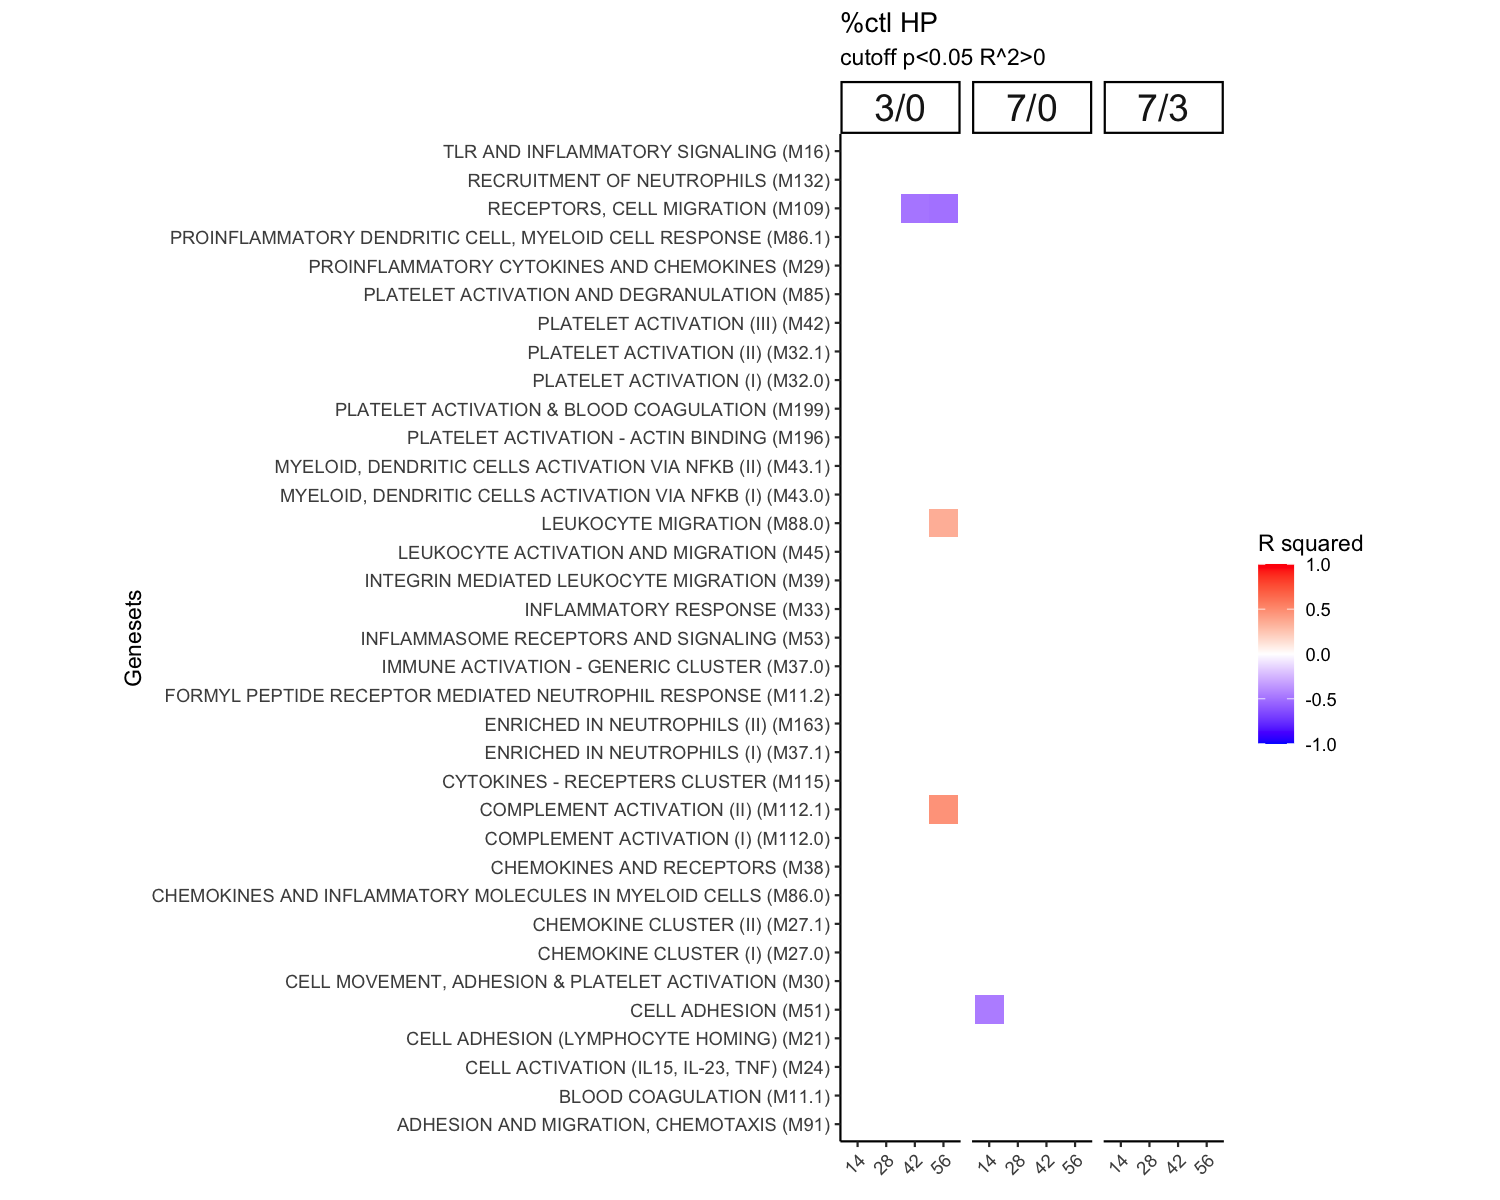 %ctl HP
cutoff p<0.05 R^2>0
3/0 7/0 7/3
TLR AND INFLAMMATORY SIGNALING (M16)
RECRUITMENT OF NEUTROPHILS (M132)
RECEPTORS, CELL MIGRATION (M109)
PROINFLAMMATORY DENDRITIC CELL, MYELOID CELL RESPONSE (M86.1)
PROINFLAMMATORY CYTOKINES AND CHEMOKINES (M29)
PLATELET ACTIVATION AND DEGRANULATION (M85)
PLATELET ACTIVATION (III) (M42)
PLATELET ACTIVATION (II) (M32.1)
PLATELET ACTIVATION (I) (M32.0)
PLATELET ACTIVATION & BLOOD COAGULATION (M199)
PLATELET ACTIVATION - ACTIN BINDING (M196)
MYELOID, DENDRITIC CELLS ACTIVATION VIA NFKB (II) (M43.1)
MYELOID, DENDRITIC CELLS ACTIVATION VIA NFKB (I) (M43.0)
LEUKOCYTE MIGRATION (M88.0)
LEUKOCYTE ACTIVATION AND MIGRATION (M45)
INTEGRIN MEDIATED LEUKOCYTE MIGRATION (M39)
INFLAMMATORY RESPONSE (M33)
INFLAMMASOME RECEPTORS AND SIGNALING (M53)
IMMUNE ACTIVATION - GENERIC CLUSTER (M37.0)
FORMYL PEPTIDE RECEPTOR MEDIATED NEUTROPHIL RESPONSE (M11.2)
ENRICHED IN NEUTROPHILS (II) (M163)
ENRICHED IN NEUTROPHILS (I) (M37.1)
CYTOKINES - RECEPTERS CLUSTER (M115)
COMPLEMENT ACTIVATION (II) (M112.1)
COMPLEMENT ACTIVATION (I) (M112.0)
CHEMOKINES AND RECEPTORS (M38)
CHEMOKINES AND INFLAMMATORY MOLECULES IN MYELOID CELLS (M86.0)
CHEMOKINE CLUSTER (II) (M27.1)
CHEMOKINE CLUSTER (I) (M27.0)
CELL MOVEMENT, ADHESION & PLATELET ACTIVATION (M30)
CELL ADHESION (M51)
CELL ADHESION (LYMPHOCYTE HOMING) (M21)
CELL ACTIVATION (IL15, IL-23, TNF) (M24)
BLOOD COAGULATION (M11.1)
ADHESION AND MIGRATION, CHEMOTAXIS (M91)
Genesets
14 28 42 56 14 28 42 56 14 28 42 56
R squared
1.0
0.5
0.0
-0.5
-1.0